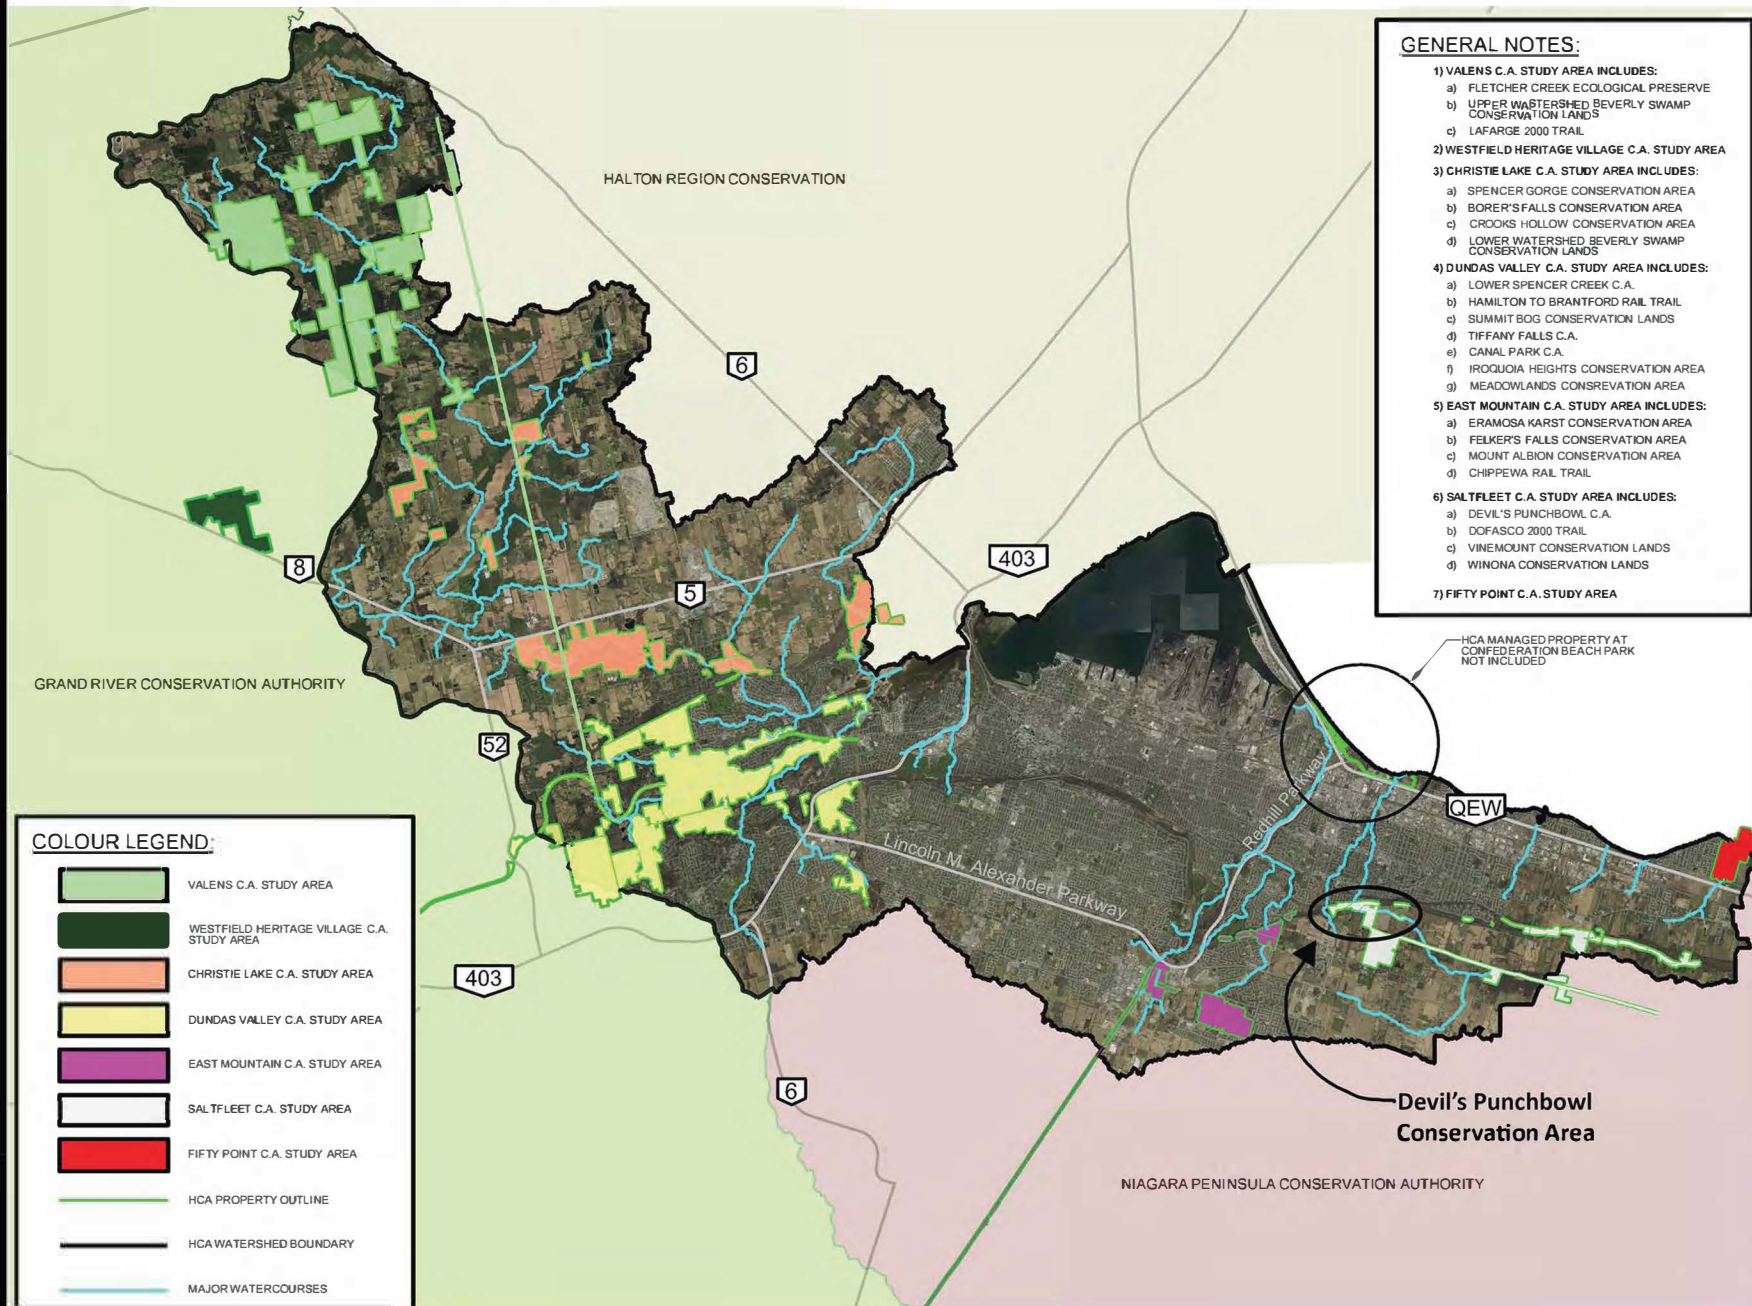 GENERAL NOTES:
1) VALENS C.A. STUDY AREA INCLUDES:
a) FLETCHER CREEK ECOLOGICAL PRESERVE
b) UPPER WASTERSHED BEVERLY SWAMP
CONSERVATION LANDS
c) LAFARGE 2000 TRAIL
2) WESTFIELD HERITAGE VILLAGE C.A. STUDY AREA
3) CHRISTIE LAKE C.A. STUDY AREA INCLUDES:
a) SPENCER GORGE CONSERVATION AREA
b) BORER'S FALLS CONSERVATION AREA
c) CROOKS HOLLOW CONSERVATION AREA
d) LOWER WATERSHED BEVERLY SWAMP
CONSERVATION LANDS
4) DUNDAS VALLEY C.A. STUDY AREA INCLUDES:
a) LOWER SPENCER CREEK C.A.
b) HAMILTON TO BRANTFORD RAIL TRAIL
c) SUMMIT BOG CONSERVATION LANDS
d) TIFFANY FALLS C.A.
e) CANAL PARK C.A.
f) IROQUOIA HEIGHTS CONSERVATION AREA
g) MEADOWLANDS CONSREVATION AREA
5) EAST MOUNTAIN C.A. STUDY AREA INCLUDES:
a) ERAMOSA KARST CONSERVATION AREA
b) FELKER'S FALLS CONSERVATION AREA
c) MOUNT ALBION CONSERVATION AREA
d) CHIPPEWA RAIL TRAIL
6) SALTFLEET C.A. STUDY AREA INCLUDES:
a) DEVIL'S PUNCHBOWL C.A.
b) DOFASCO 2000 TRAIL
c) VINEMOUNT CONSERVATION LANDS
d) WINONA CONSERVATION LANDS
7) FIFTY POINT C.A. STUDY AREA
HALTON REGION CONSERVATION
6
403
8
5
HCA MANAGED PROPERTY AT
CONFEDERATION BEACH PARK
NOT INCLUDED
GRAND RIVER CONSERVATION AUTHORITY
52
QEW
Redhill Parkway
Lincoln M. Alexander Parkway
403
6
Devil's Punchbowl
Conservation Area
NIAGARA PENINSULA CONSERVATION AUTHORITY
COLOUR LEGEND:
VALENS C.A. STUDY AREA
WESTFIELD HERITAGE VILLAGE C.A.
STUDY AREA
CHRISTIE LAKE C.A. STUDY AREA
DUNDAS VALLEY C.A. STUDY AREA
EAST MOUNTAIN C.A. STUDY AREA
SALTFLEET C.A. STUDY AREA
FIFTY POINT C.A. STUDY AREA
HCA PROPERTY OUTLINE
HCA WATERSHED BOUNDARY
MAJOR WATERCOURSES